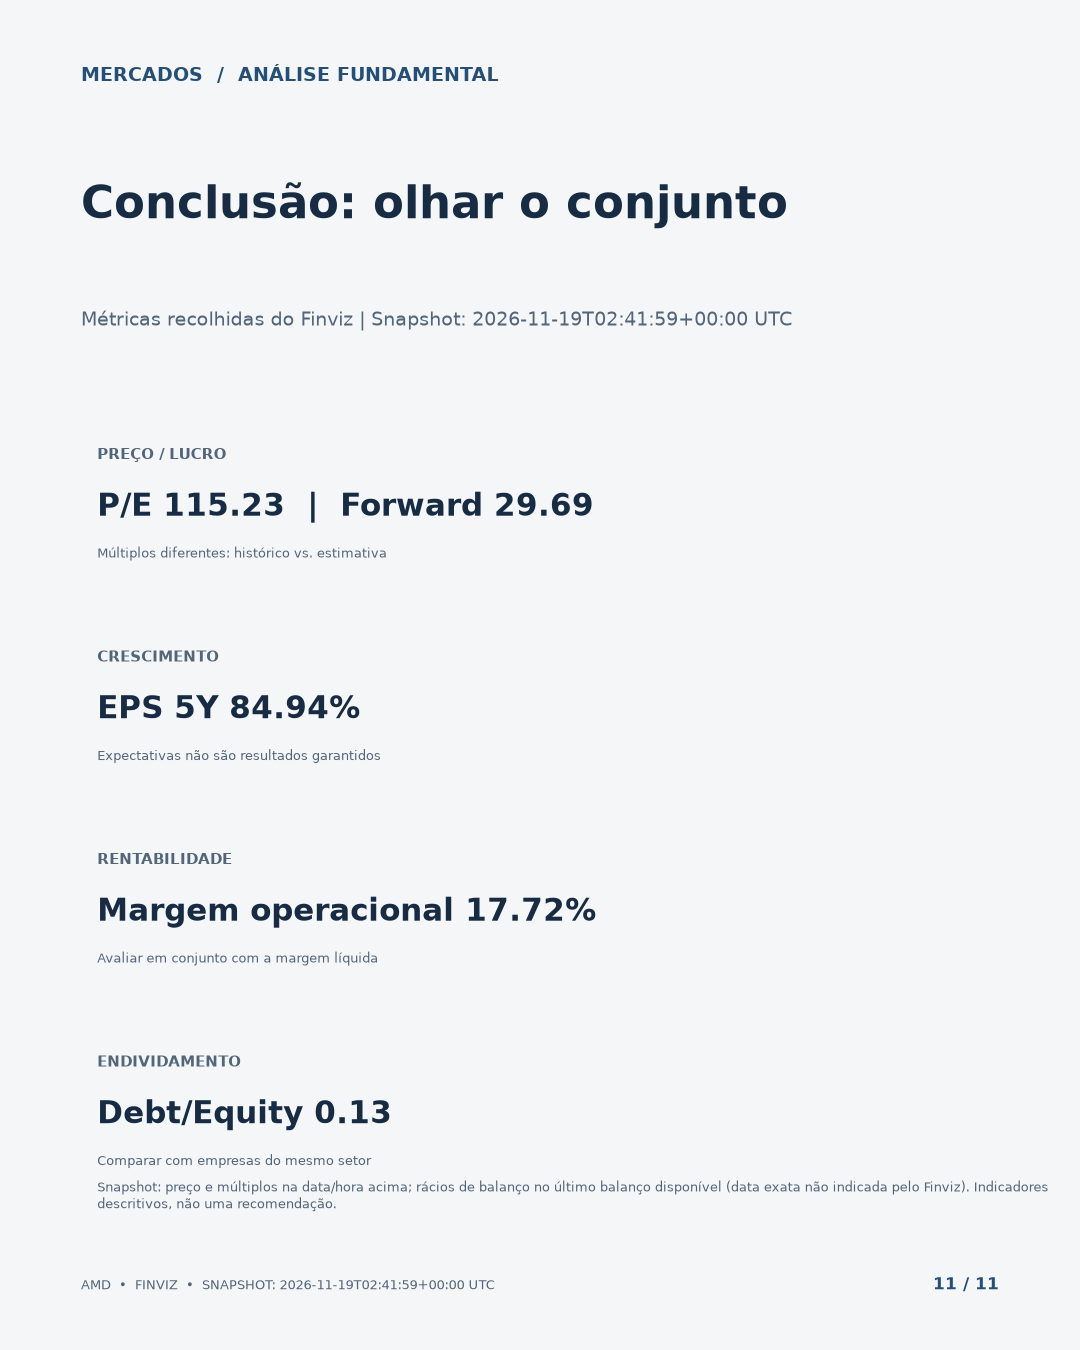 MERCADOS / ANÁLISE FUNDAMENTAL
Conclusão: olhar o conjunto
Métricas recolhidas do Finviz | Snapshot: 2026-11-19T02:41:59+00:00 UTC
PREÇO / LUCRO
P/E 115.23 | Forward 29.69
Múltiplos diferentes: histórico vs. estimativa
CRESCIMENTO
EPS 5Y 84.94%
Expectativas não são resultados garantidos
RENTABILIDADE
Margem operacional 17.72%
Avaliar em conjunto com a margem líquida
ENDIVIDAMENTO
Debt/Equity 0.13
Comparar com empresas do mesmo setor
Snapshot: preço e múltiplos na data/hora acima; rácios de balanço no último balanço disponível (data exata não indicada pelo Finviz). Indicadores
descritivos, não uma recomendação.
AMD • FINVIZ • SNAPSHOT: 2026-11-19T02:41:59+00:00 UTC
11 / 11